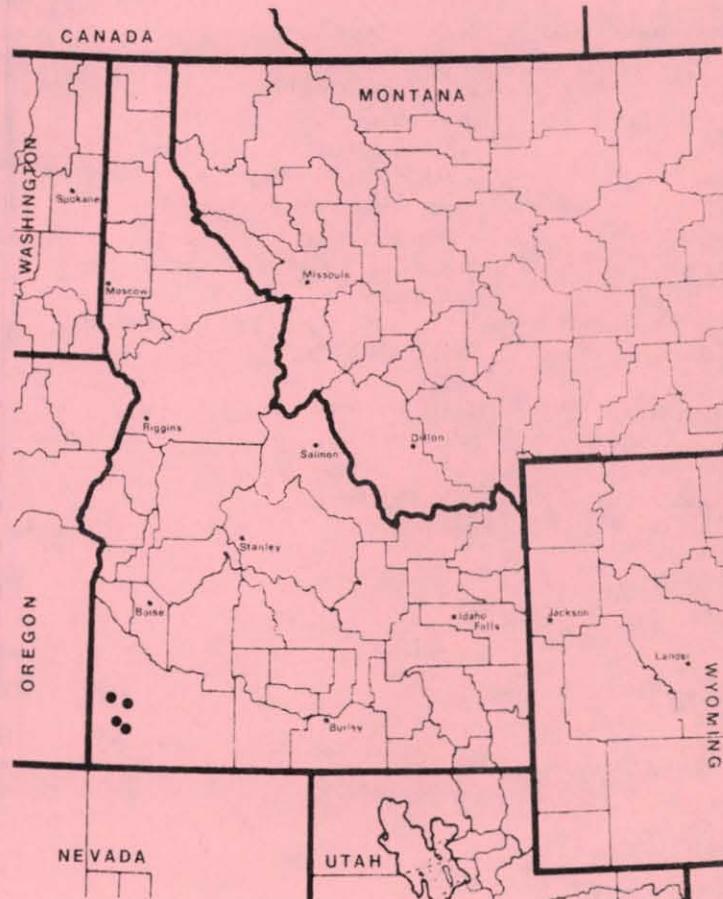 CANADA
MONTANA
WASHINGTON
Spokane
Missoula
Moscow
Riggins
Dillon
Salmon
Stanley
OREGON
Boise
Idaho
Falls
Jackson
Lander
WYOMING
Burley
NEVADA
UTAH